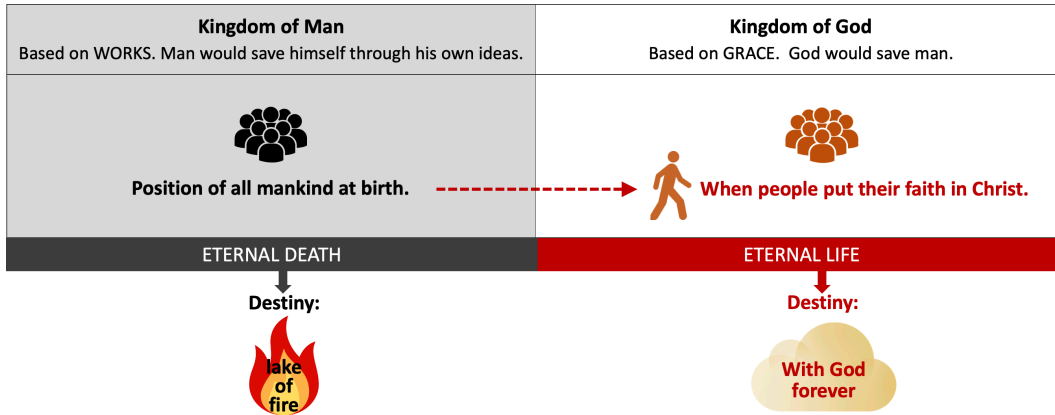 Kingdom of Man
Based on WORKS. Man would save himself through his own ideas.
Kingdom of God
Based on GRACE.  God would save man.
Position of all mankind at birth.
When people put their faith in Christ.
ETERNAL DEATH
ETERNAL LIFE
Destiny:
Destiny:
lake
of
fire
With God
forever